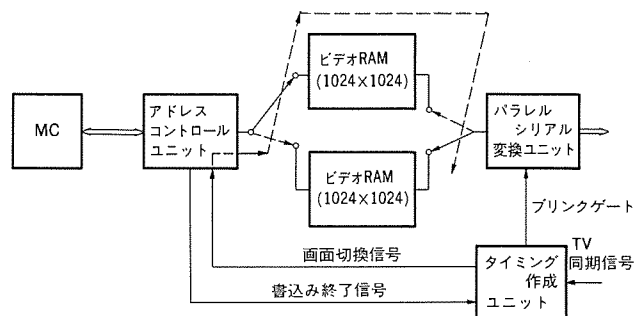 ビデオRAM
(1024×1024)
MC
アドレス
コントロール
ユニット
パラレル
シリアル
変換ユニット
ビデオRAM
(1024×1024)
ブリンクゲート
画面切換信号
書込み終了信号
タイミング
作成
ユニット
TV
同期信号